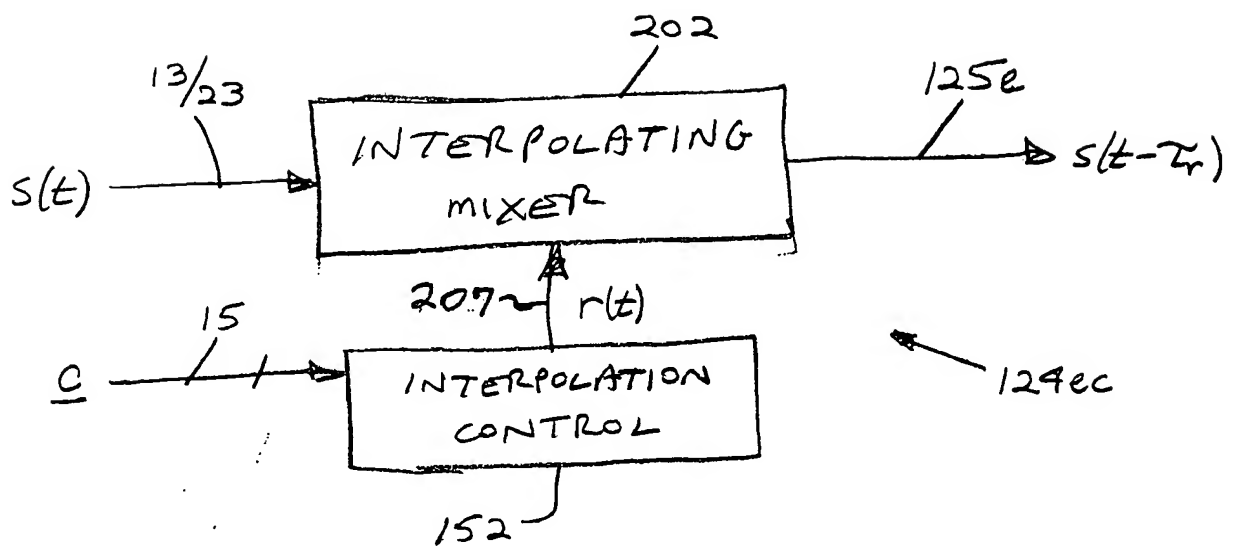 202
13/23
125e
INTERPOLATING
MIXER
s(t)
s(t-τr)
207
r(t)
15
c
INTERPOLATION
CONTROL
124ec
152